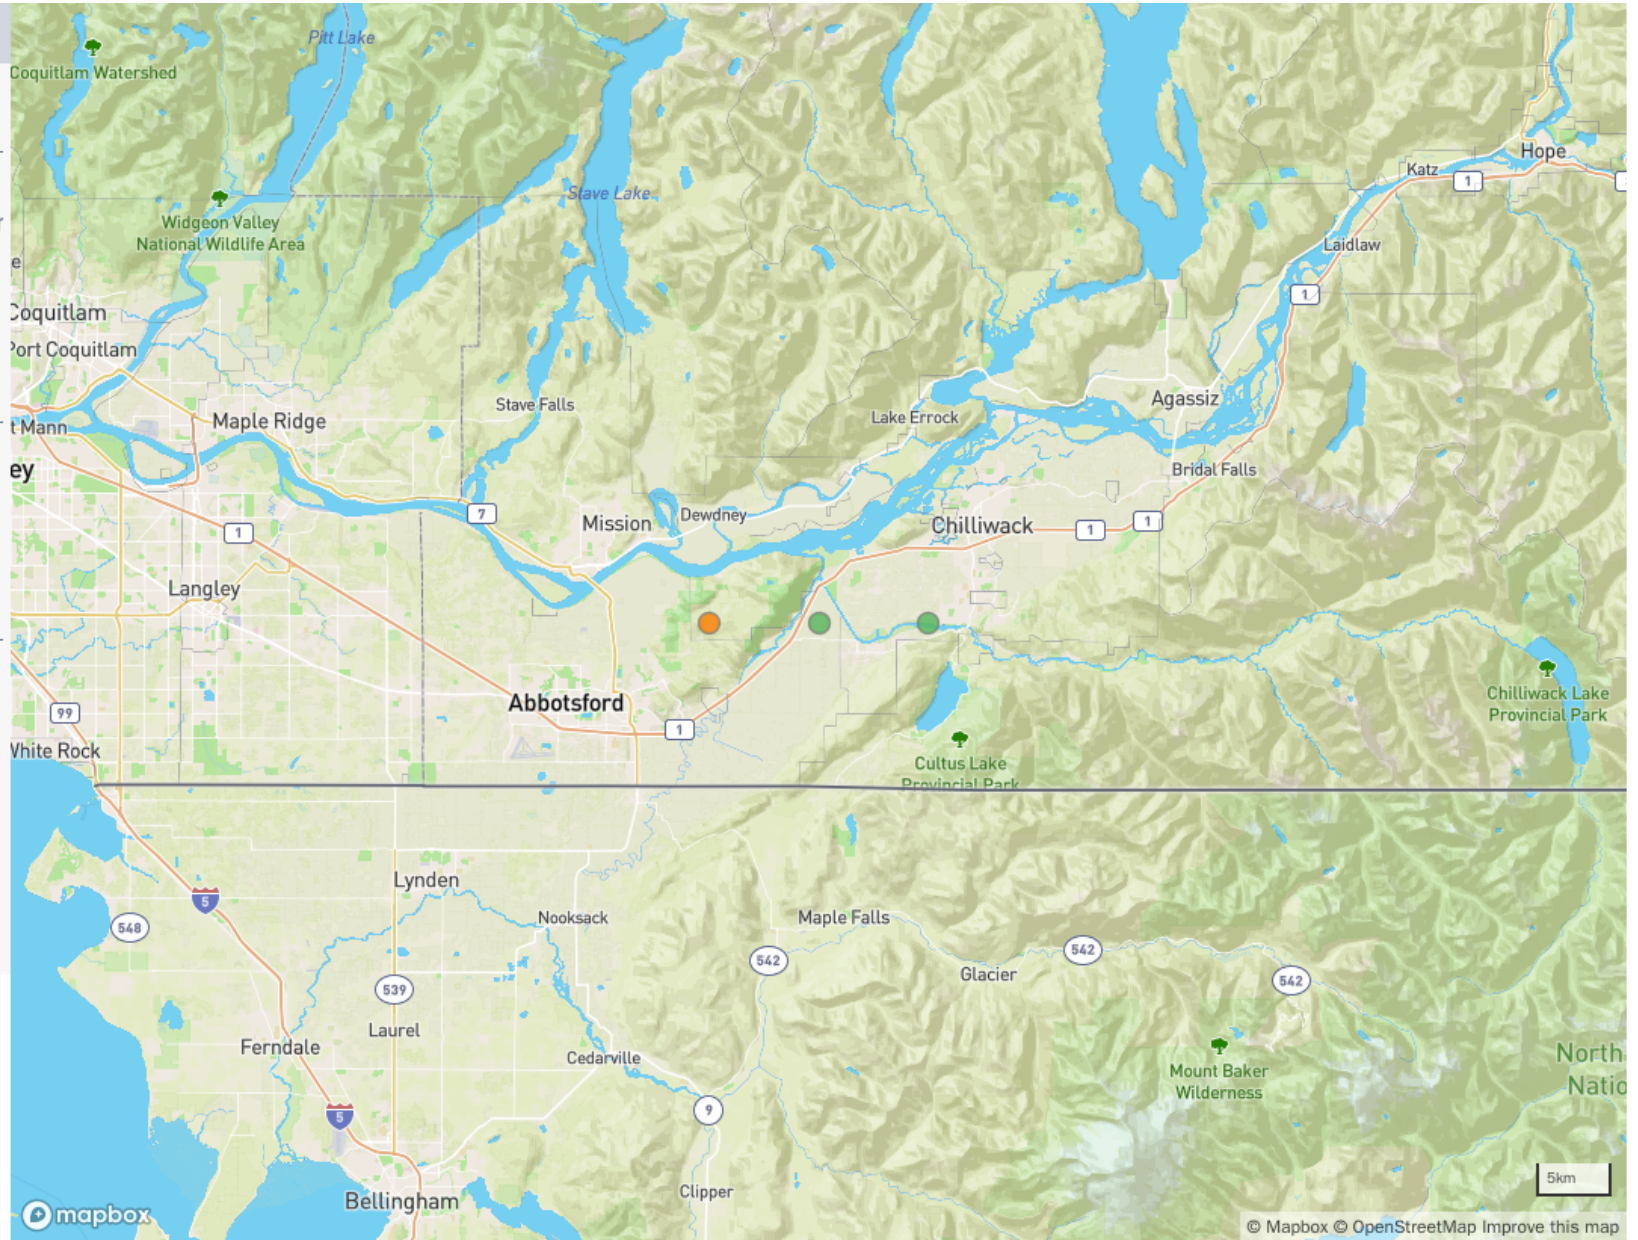 Pitt Lake
Coquitlam Watershed
Hope
Katz
1
Stave Lake
Widgeon Valley
National Wildlife Area
Laidlaw
1
Coquitlam
Port Coquitlam
Agassiz
Stave Falls
Lake Errock
Maple Ridge
t Mann
ey
Bridal Falls
7
Mission
Dewdney
Chilliwack
1
1
1
Langley
Chilliwack Lake
Provincial Park
Abbotsford
99
1
White Rock
Cultus Lake
Provincial Park
Lynden
5
Nooksack
Maple Falls
548
542
542
Glacier
542
539
Laurel
Ferndale
Cedarville
North
Natio
Mount Baker
Wilderness
9
5
Clipper
5km
Bellingham
mapbox
© Mapbox © OpenStreetMap Improve this map